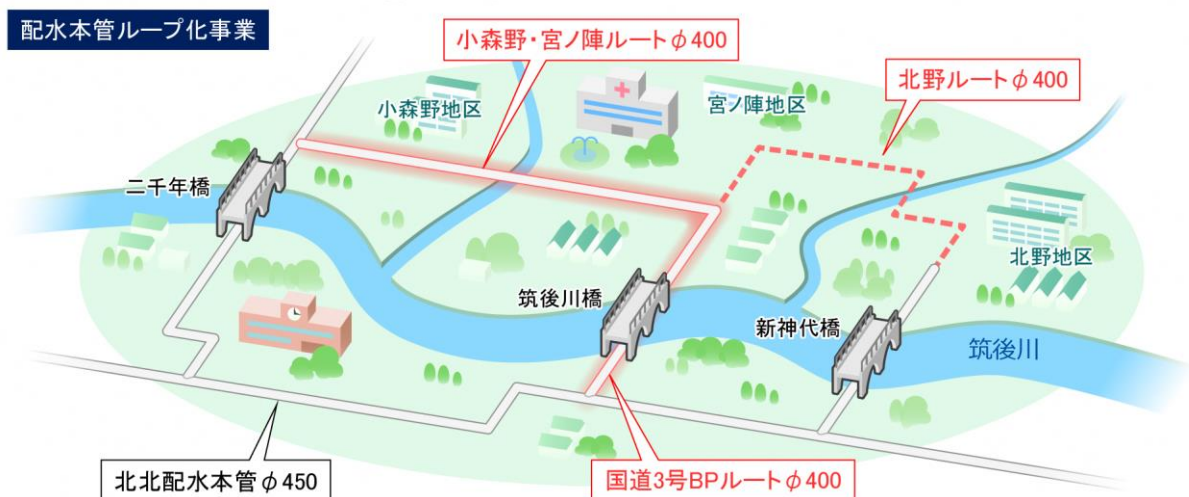 配水本管ループ化事業
小森野・宮ノ陣ルートφ400
北野ルートφ400
小森野地区
宮ノ陣地区
二千年橋
北野地区
筑後川橋
新神代橋
筑後川
北北配水本管φ450
国道3号BPルートφ400